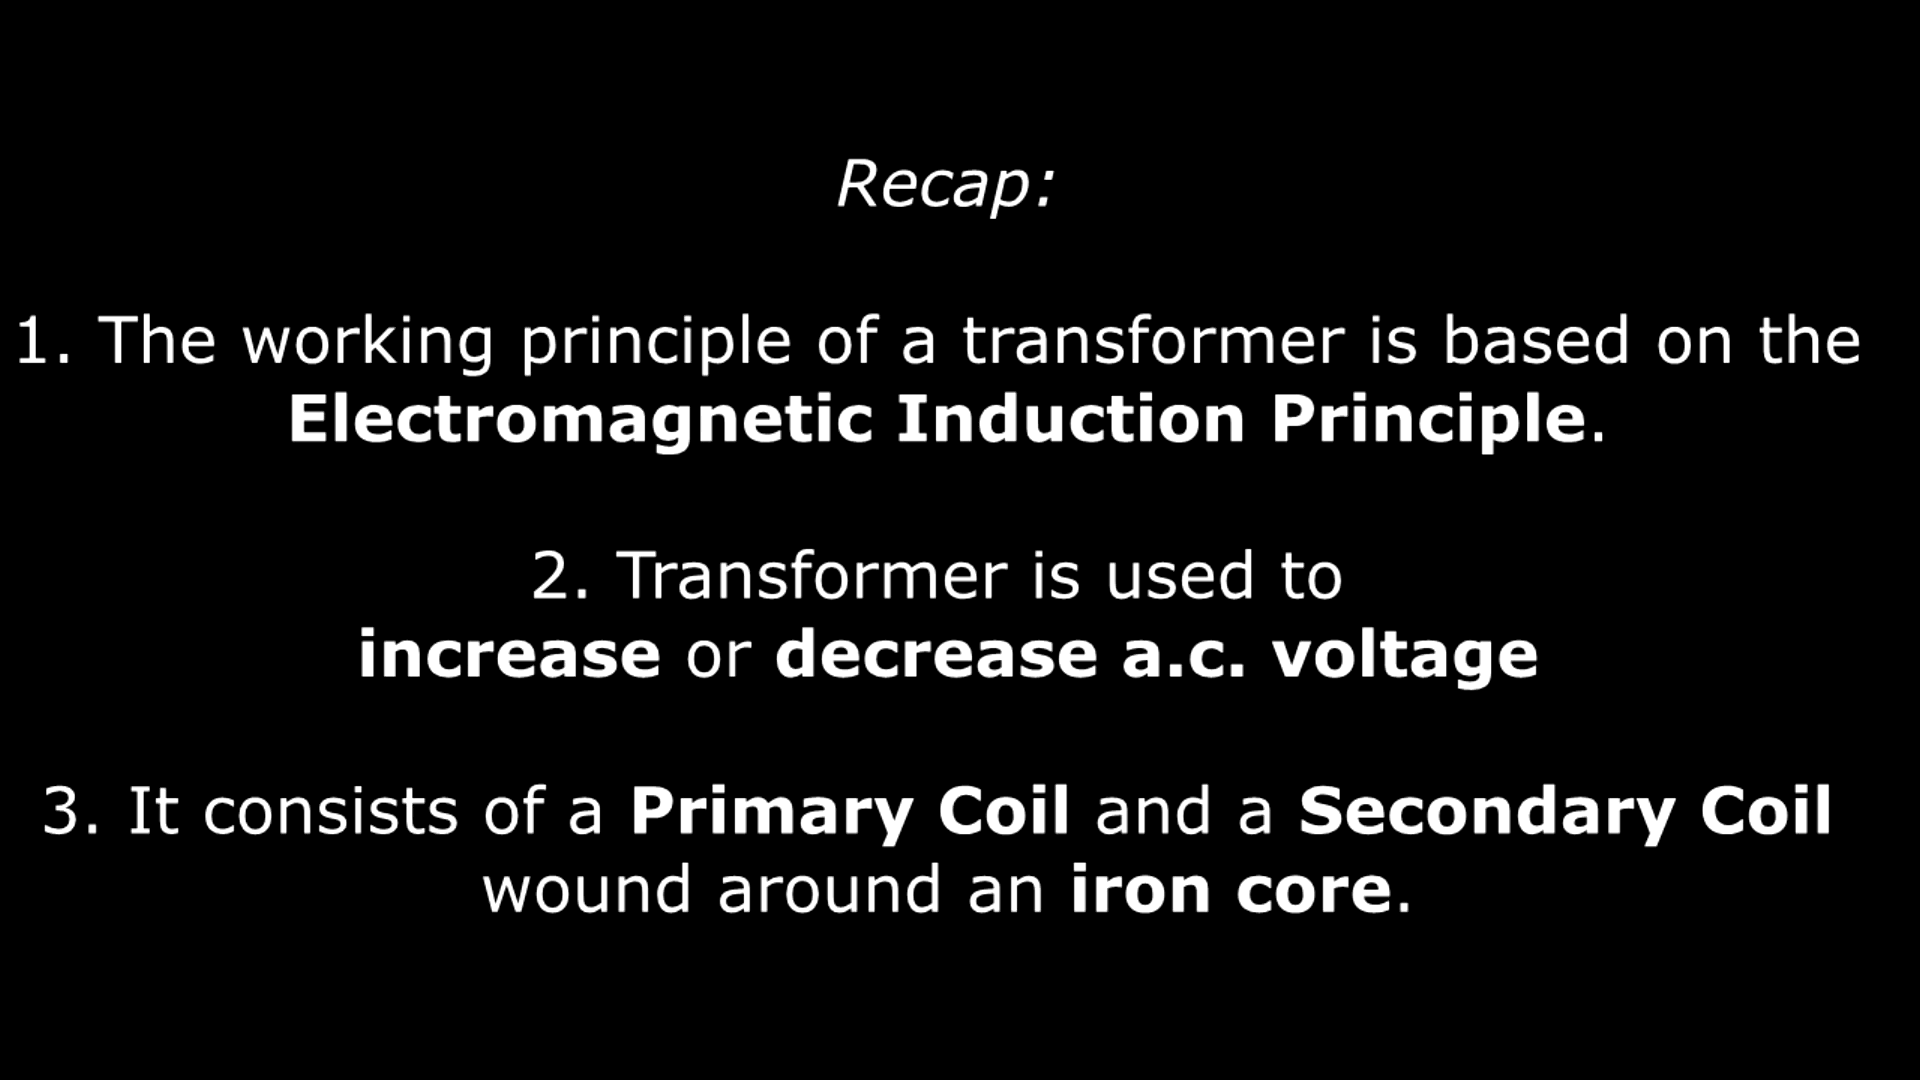 Recap:
1. The working principle of a transformer is based on the
Electromagnetic Induction Principle.
2. Transformer is used to
increase or decrease a.c. voltage
3. It consists of a Primary Coil and a Secondary Coil
wound around an iron core.